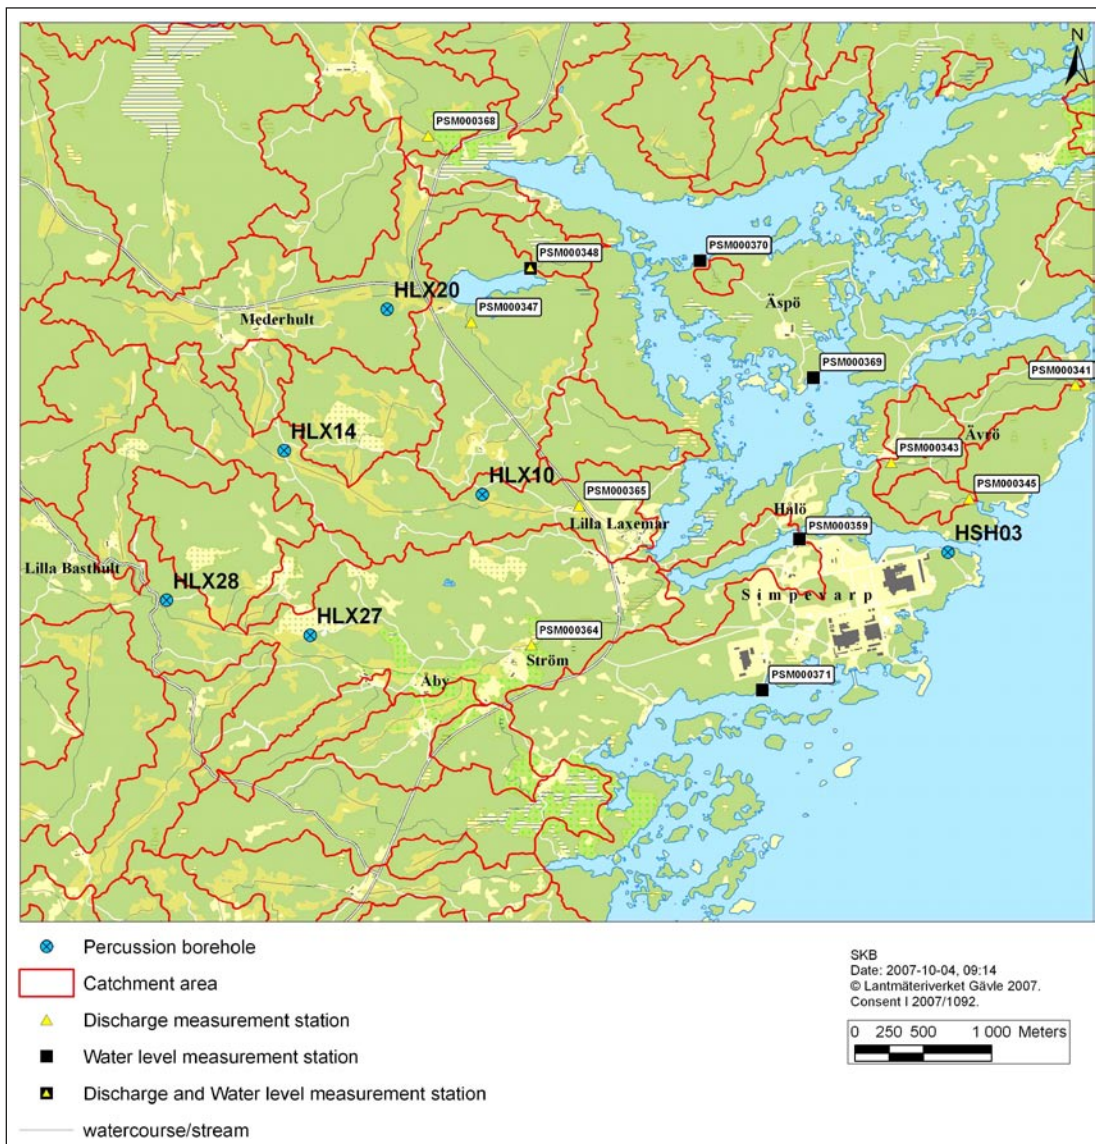 N
PSM000368
PSM000348
PSM000370
HLX20
PSM000347
Mederhult
Äspö
PSM000369
PSM000341
HLX14
Ävrö
PSM000343
HLX10
PSM000365
PSM000345
Lilla Laxemar
Hålö
PSM000359
HSH03
Lilla Basthult
HLX28
Simpevarp
HLX27
PSM000364
Ström
PSM000371
Åby
Percussion borehole
Catchment area
Discharge measurement station
Water level measurement station
Discharge and Water level measurement station
watercourse/stream
SKB
Date: 2007-10-04, 09:14
© Lantmäteriverket Gävle 2007.
Consent I 2007/1092.
0 250 500 1 000 Meters